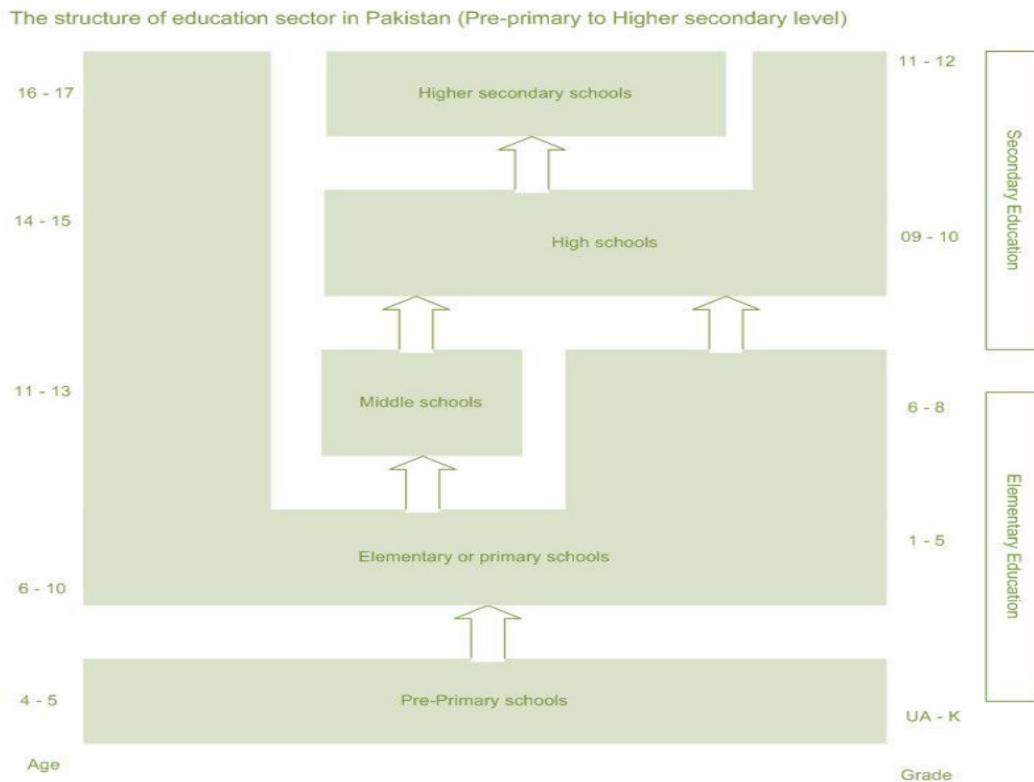 The structure of education sector in Pakistan (Pre-primary to Higher secondary level)
11 - 12
16 - 17
Higher secondary schools
Secondary Education
14 - 15
High schools
09 - 10
11 - 13
Middle schools
6 - 8
Elementary Education
1 - 5
Elementary or primary schools
6 - 10
4 - 5
Pre-Primary schools
UA - K
Age
Grade